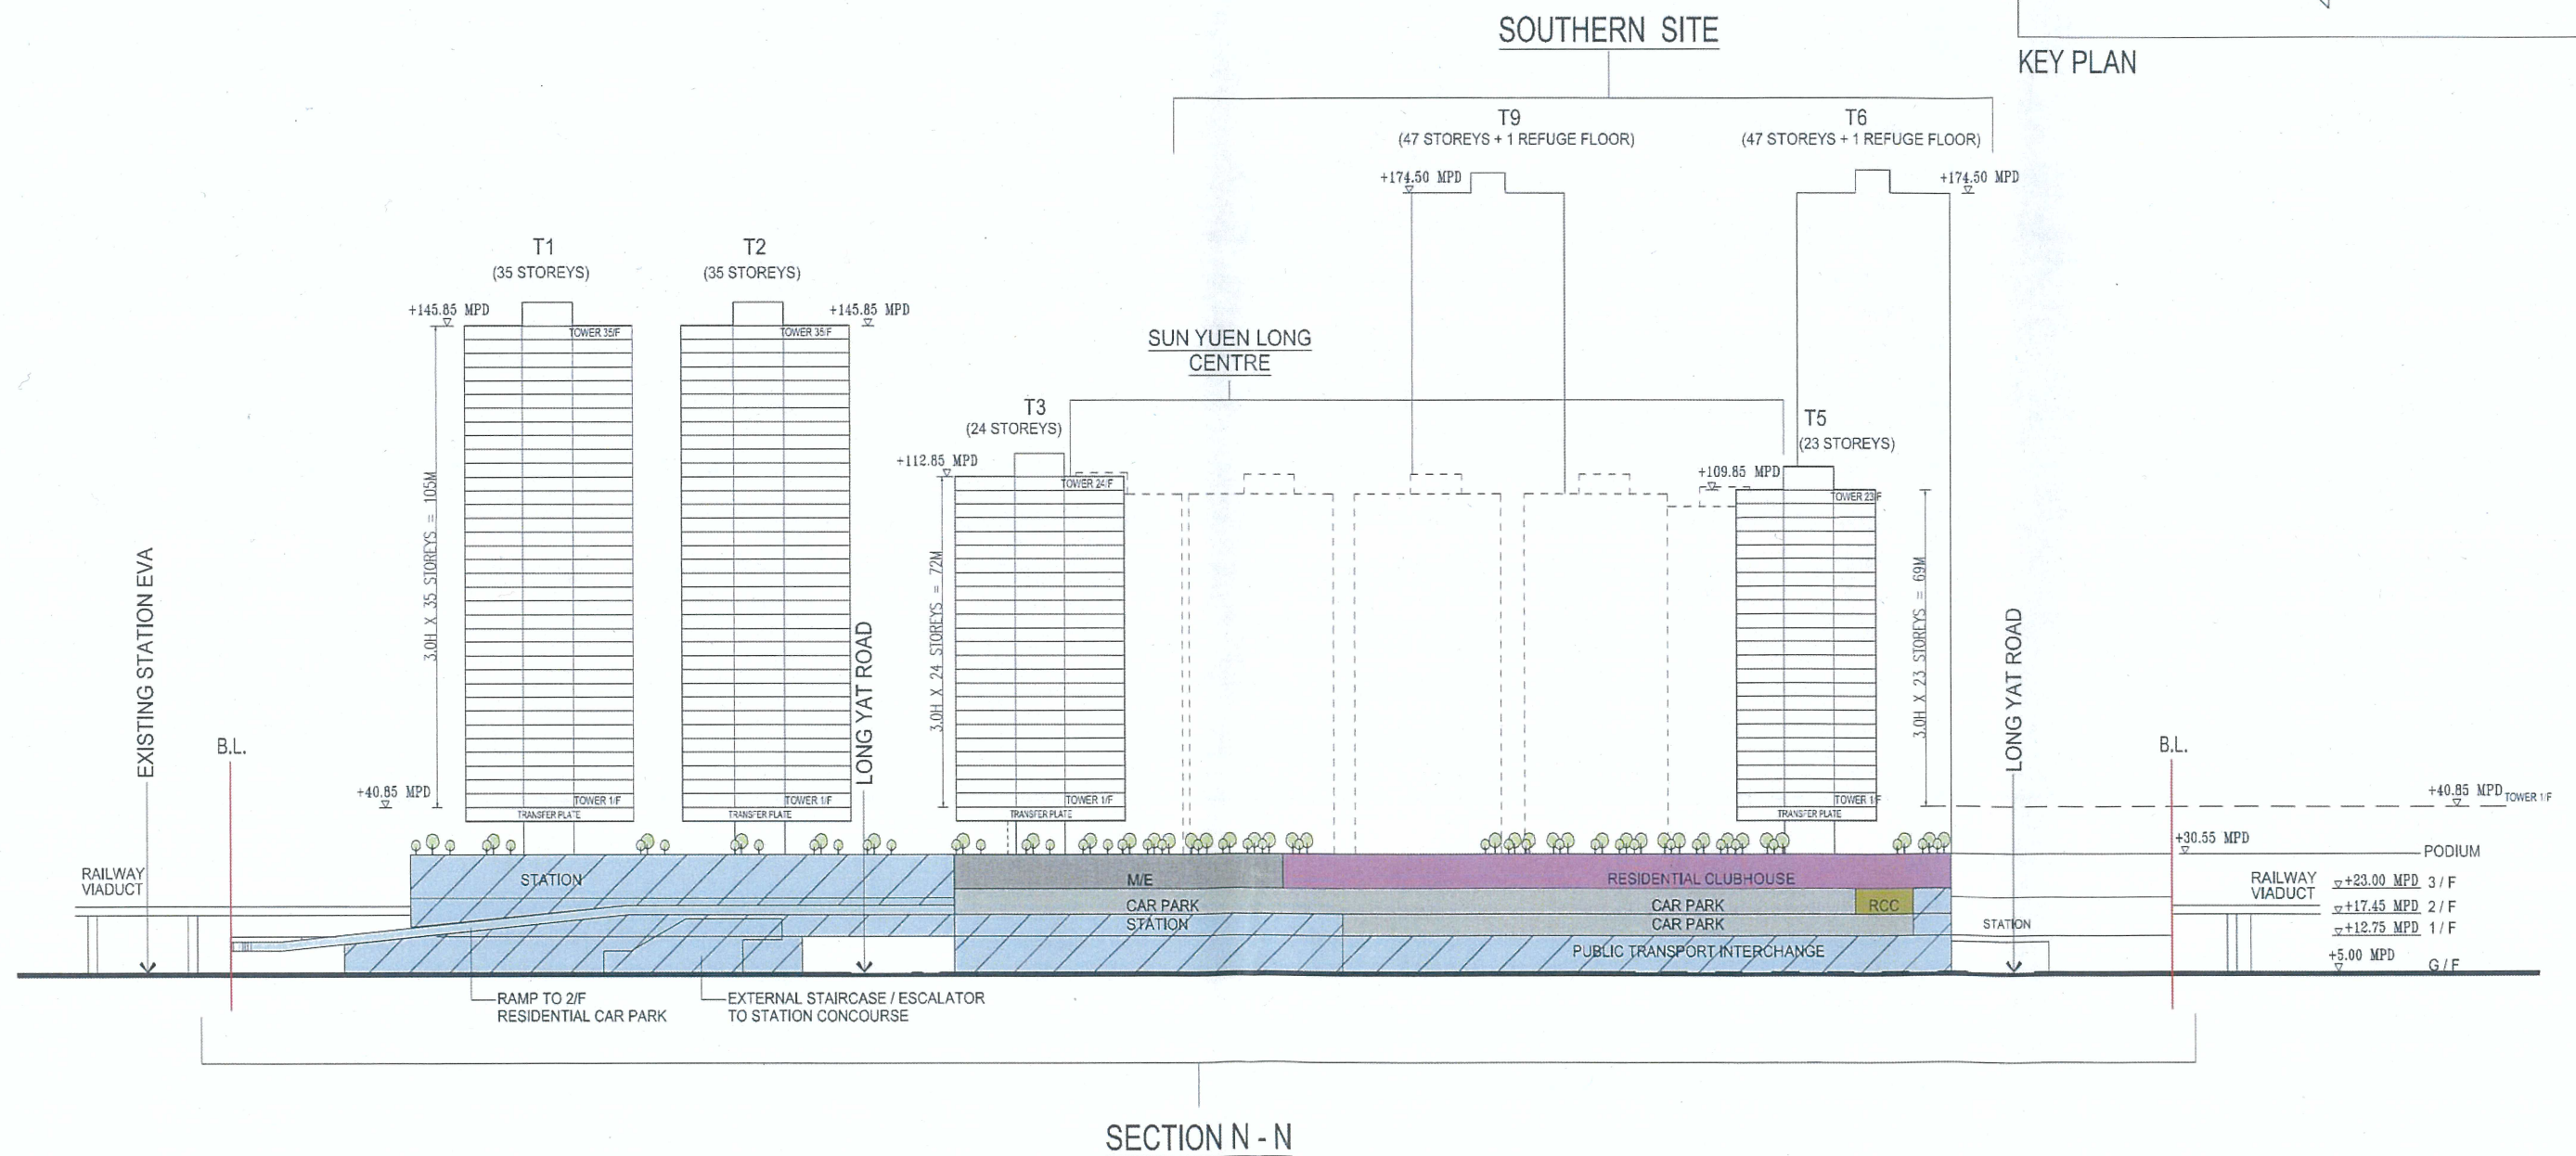 SOUTHERN SITE
KEY PLAN
T9
(47 STOREYS + 1 REFUGE FLOOR)
T6
(47 STOREYS + 1 REFUGE FLOOR)
+174.50 MPD
+174.50 MPD
T1
(35 STOREYS)
T2
(35 STOREYS)
+145.85 MPD
+145.85 MPD
TOWER 35/F
TOWER 35/F
SUN YUEN LONG
CENTRE
T3
(24 STOREYS)
T5
(23 STOREYS)
+112.85 MPD
+109.85 MPD
TOWER 24/F
TOWER 23/F
3.0H X 35 STOREYS = 105M
3.0H X 24 STOREYS = 72M
3.0H X 23 STOREYS = 69M
EXISTING STATION EVA
LONG YAT ROAD
LONG YAT ROAD
B.L.
B.L.
+40.85 MPD
TOWER 1/F
TOWER 1/F
TOWER 1/F
TOWER 1/F
+40.85 MPD TOWER 1/F
TRANSFER PLATE
TRANSFER PLATE
TRANSFER PLATE
TRANSFER PLATE
+30.55 MPD
PODIUM
RAILWAY
VIADUCT
STATION
M/E
RESIDENTIAL CLUBHOUSE
RAILWAY
VIADUCT
+23.00 MPD 3/F
CAR PARK
CAR PARK
RCC
+17.45 MPD 2/F
STATION
CAR PARK
STATION
+12.75 MPD 1/F
PUBLIC TRANSPORT INTERCHANGE
+5.00 MPD
G/F
RAMP TO 2/F
RESIDENTIAL CAR PARK
EXTERNAL STAIRCASE / ESCALATOR
TO STATION CONCOURSE
SECTION N - N